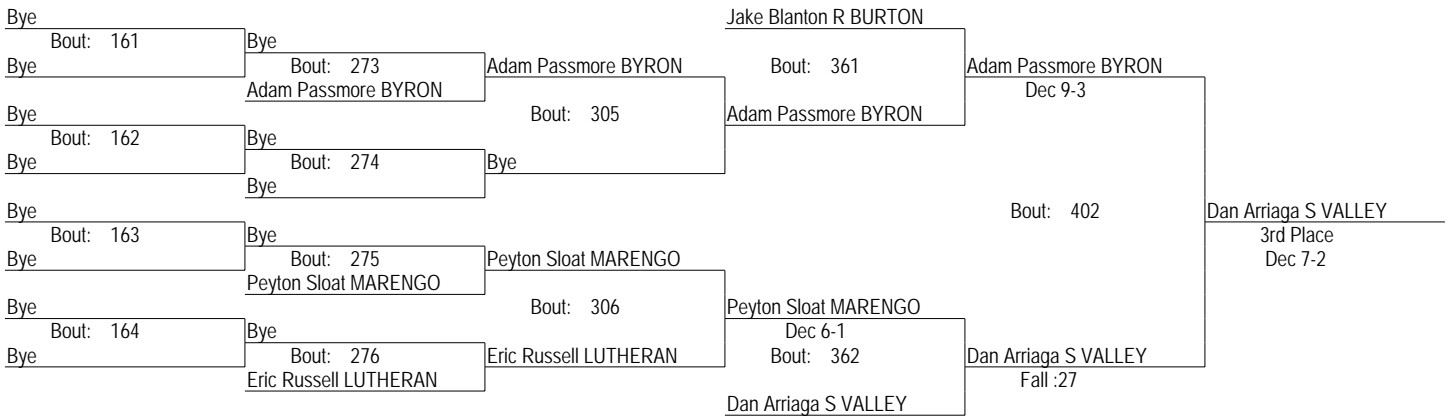 Bye Jake Blanton R BURTON
Bout: 161 Bye
Bye Bout: 273 Adam Passmore BYRON Bout: 361 Adam Passmore BYRON
Adam Passmore BYRON Dec 9-3
Bye Bout: 305 Adam Passmore BYRON
Bout: 162 Bye
Bye Bout: 274 Bye
Bye
Bye Bout: 402 Dan Arriaga S VALLEY
Bout: 163 Bye 3rd Place
Bye Bout: 275 Peyton Sloat MARENGO Dec 7-2
Peyton Sloat MARENGO
Bye Bout: 306 Peyton Sloat MARENGO
Bout: 164 Bye Dec 6-1
Bye Bout: 276 Eric Russell LUTHERAN Bout: 362 Dan Arriaga S VALLEY
Eric Russell LUTHERAN Fall :27
Dan Arriaga S VALLEY